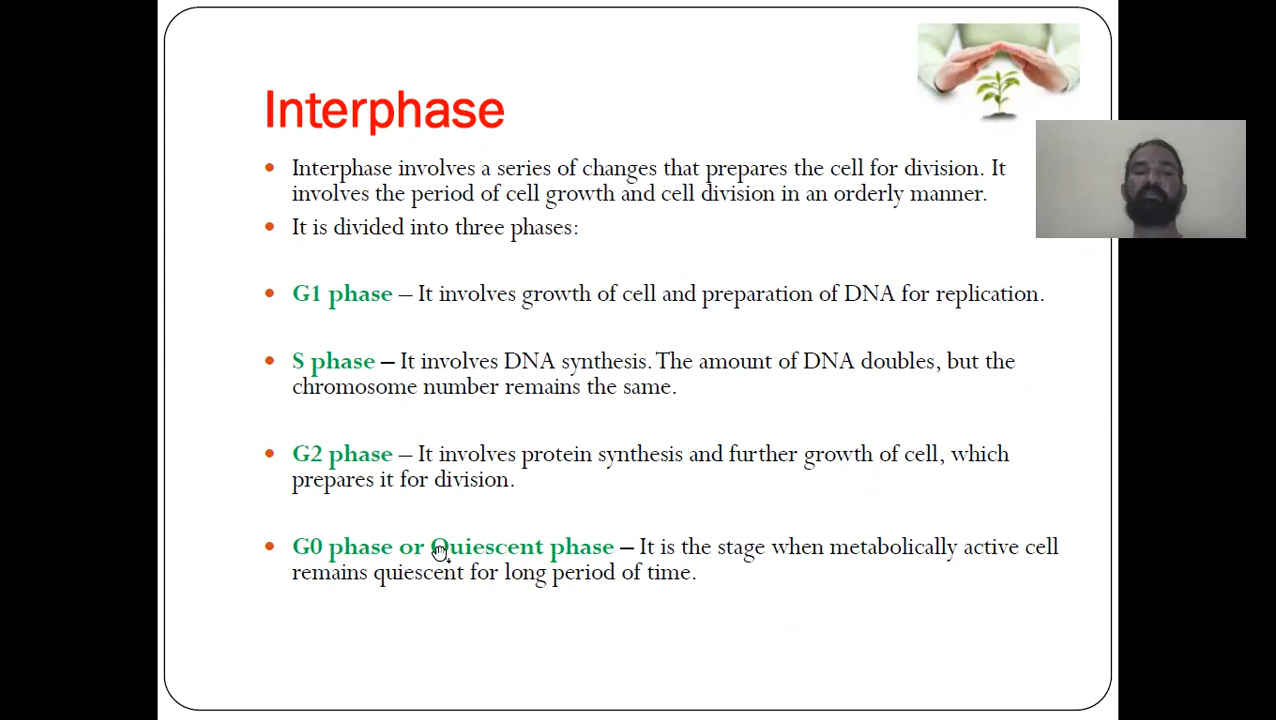 Interphase
• Interphase involves a series of changes that prepares the cell for division. It
involves the period of cell growth and cell division in an orderly manner.
• It is divided into three phases:
• G1 phase – It involves growth of cell and preparation of DNA for replication.
• S phase – It involves DNA synthesis. The amount of DNA doubles, but the
chromosome number remains the same.
• G2 phase – It involves protein synthesis and further growth of cell, which
prepares it for division.
• G0 phase or Quiescent phase – It is the stage when metabolically active cell
remains quiescent for long period of time.